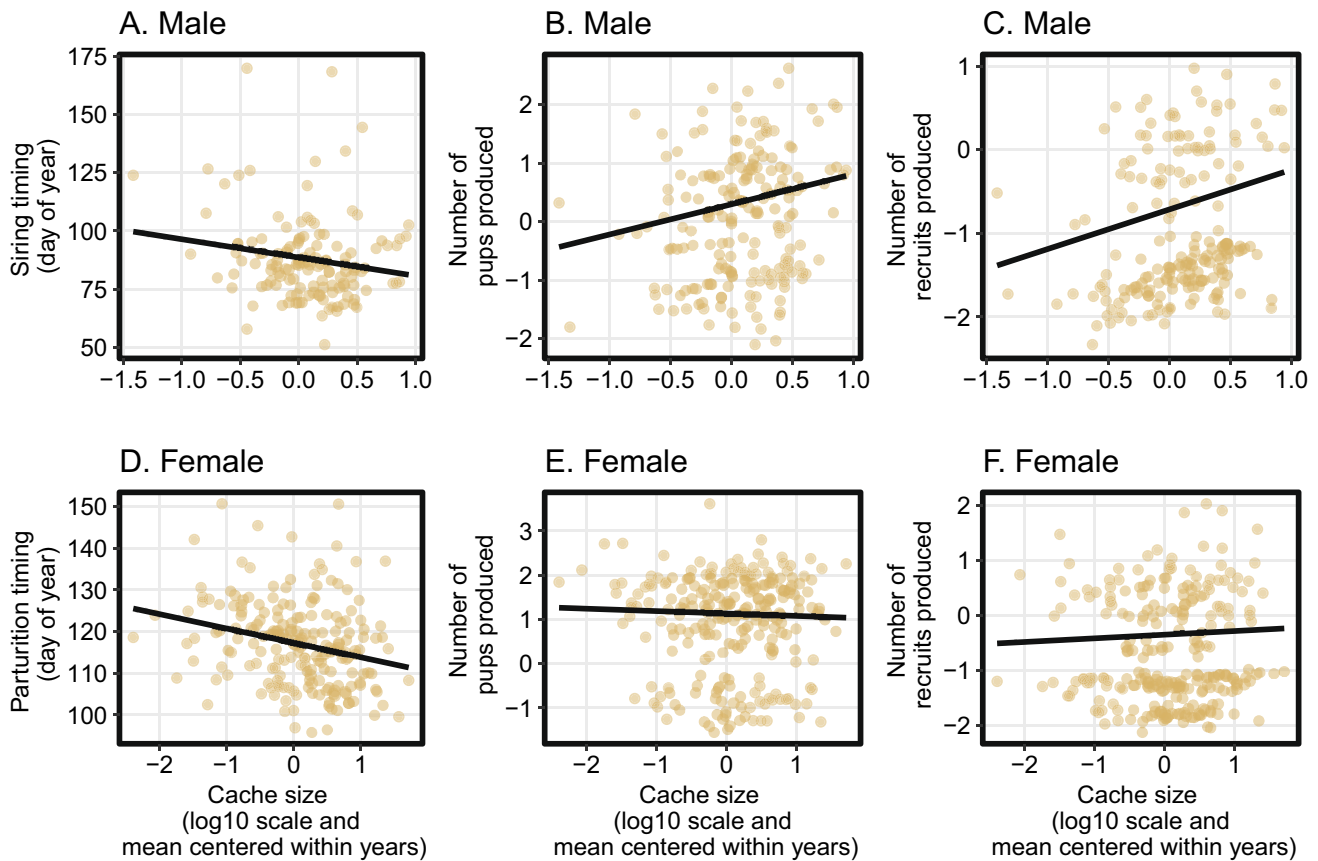 A. Male
Siring timing
(day of year)
175
150
125
100
75
50
−1.5 −1.0 −0.5 0.0 0.5 1.0
B. Male
Number of
pups produced
2
1
0
−1
−2
−1.5 −1.0 −0.5 0.0 0.5 1.0
C. Male
Number of
recruits produced
1
0
−1
−2
−1.5 −1.0 −0.5 0.0 0.5 1.0
D. Female
Parturition timing
(day of year)
150
140
130
120
110
100
−2 −1 0 1
Cache size
(log10 scale and
mean centered within years)
E. Female
Number of
pups produced
3
2
1
0
−1
−2 −1 0 1
Cache size
(log10 scale and
mean centered within years)
F. Female
Number of
recruits produced
2
1
0
−1
−2
−2 −1 0 1
Cache size
(log10 scale and
mean centered within years)